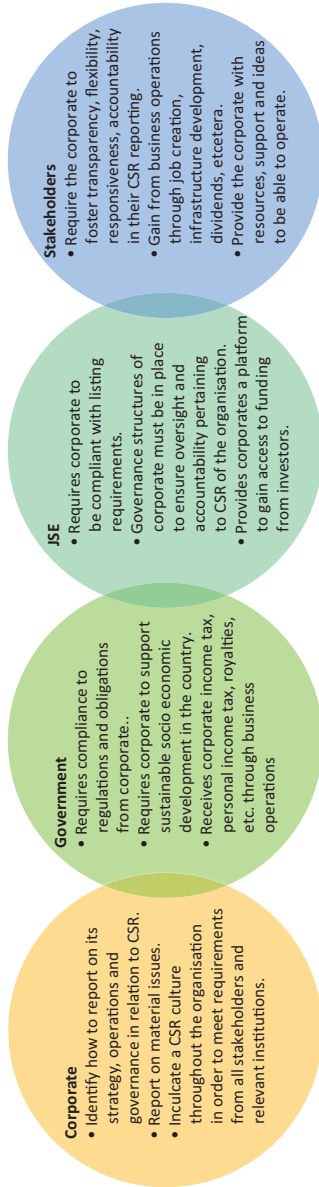 Corporate
• Identify how to report on its
strategy, operations and
governance in relation to CSR.
• Report on material issues.
• Inculcate a CSR culture
throughout the organisation
in order to meet requirements
from all stakeholders and
relevant institutions.
Government
• Requires compliance to
regulations and obligations
from corporate..
• Requires corporate to support
sustainable socio economic
development in the country.
• Receives corporate income tax,
personal income tax, royalties,
etc. through business
operations
JSE
• Requires corporate to
be compliant with listing
requirements.
• Governance structures of
corporate must be in place
to ensure oversight and
accountability pertaining
to CSR of the organisation.
• Provides corporates a platform
to gain access to funding
from investors.
Stakeholders
• Require the corporate to
foster transparency, flexibility,
responsiveness, accountability
in their CSR reporting.
• Gain from business operations
through job creation,
infrastructure development,
dividends, etcetera.
• Provide the corporate with
resources, support and ideas
to be able to operate.